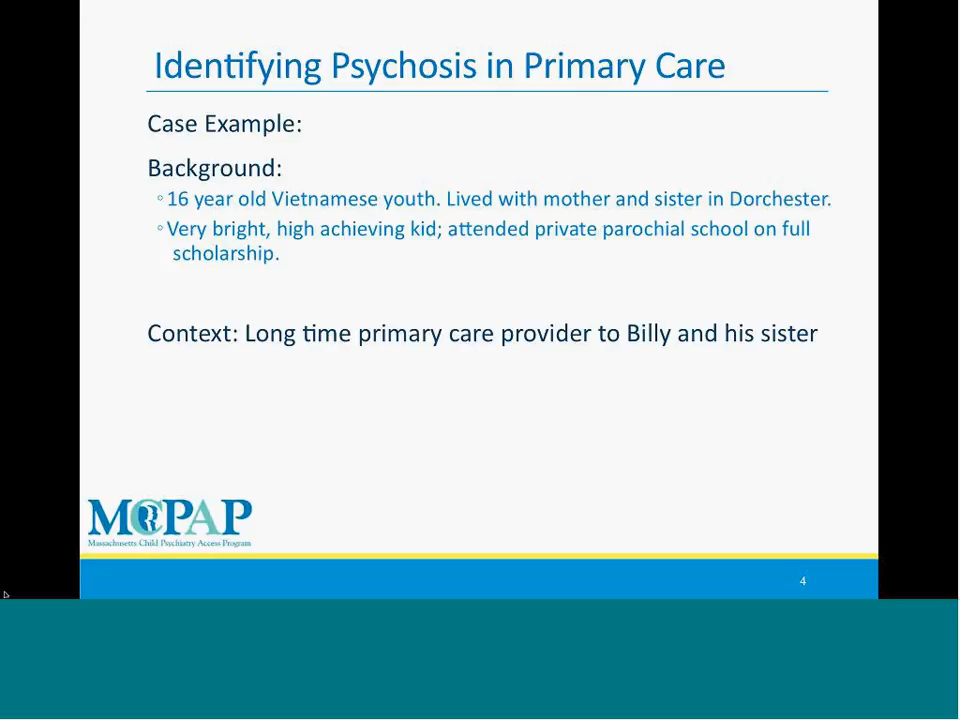 Identifying Psychosis in Primary Care
Case Example:
Background:
◦ 16 year old Vietnamese youth. Lived with mother and sister in Dorchester.
◦ Very bright, high achieving kid; attended private parochial school on full
scholarship.
Context: Long time primary care provider to Billy and his sister
MCPAP
Massachusetts Child Psychiatry Access Program
4